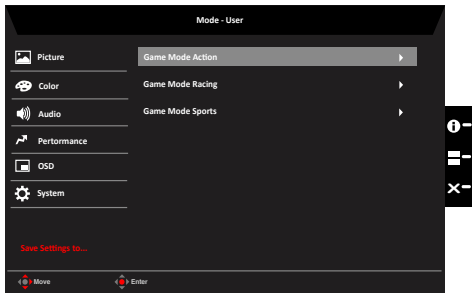 Mode - User
Picture
Game Mode Action
Color
Game Mode Racing
Audio
Game Mode Sports
Pertormance
OSD
System
Save Settings to...
Move
Enter